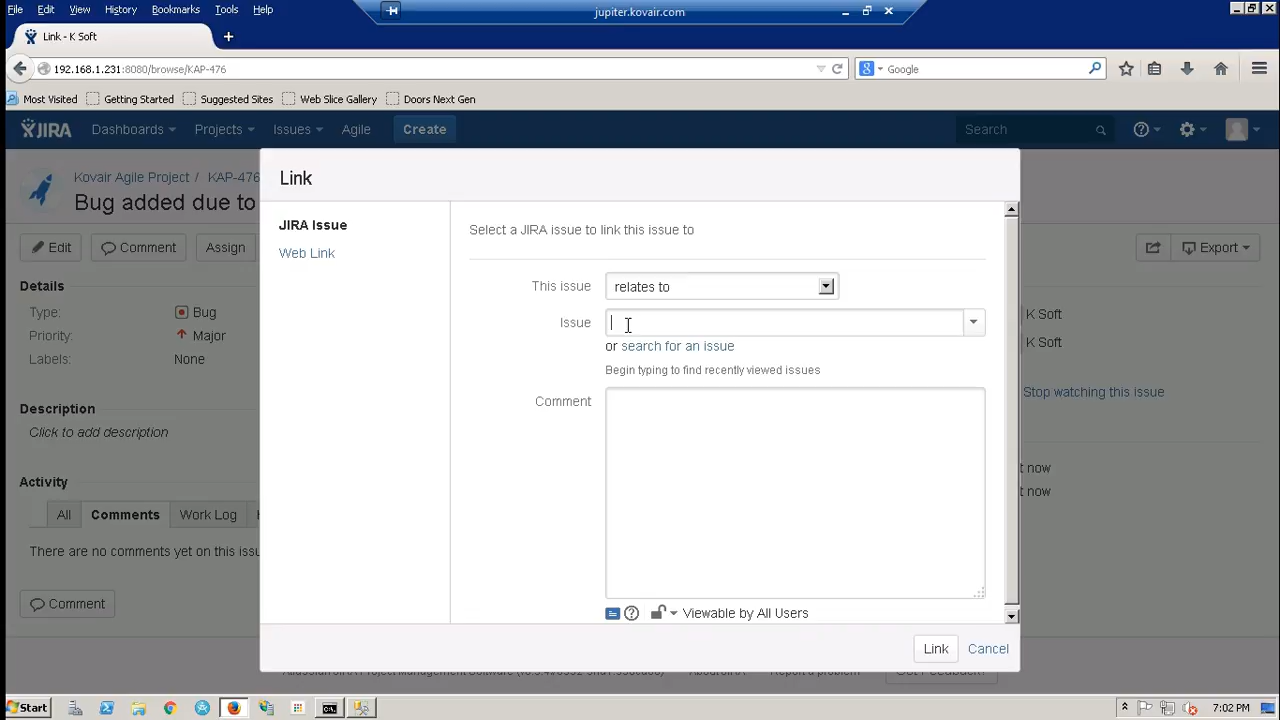 File Edit View History Bookmarks Tools Help
jupiter.kovair.com
Link - K Soft
192.168.1.231:8080/browse/KAP-476
Google
Most Visited Getting Started Suggested Sites Web Slice Gallery Doors Next Gen
JIRA Dashboards Projects Issues Agile Create Search
Kovair Agile Project / KAP-476
Bug added due to
Edit Comment Assign Export
Link
JIRA Issue
Web Link
Select a JIRA issue to link this issue to
This issue relates to
Issue
or search for an issue
Begin typing to find recently viewed issues
Comment
Viewable by All Users
Link Cancel
Details
Type: Bug
Priority: Major
Labels: None
Description
Click to add description
Activity
All Comments Work Log
There are no comments yet on this issu
Comment
K Soft
K Soft
Stop watching this issue
t now
t now
Start 7:02 PM